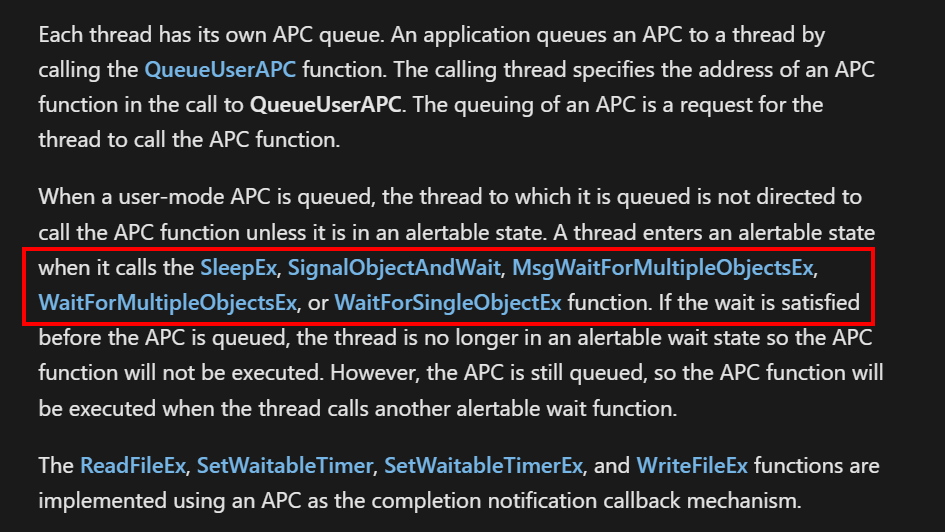 Each thread has its own APC queue. An application queues an APC to a thread by
calling the QueueUserAPC function. The calling thread specifies the address of an APC
function in the call to QueueUserAPC. The queuing of an APC is a request for the
thread to call the APC function.
When a user-mode APC is queued, the thread to which it is queued is not directed to
call the APC function unless it is in an alertable state. A thread enters an alertable state
when it calls the SleepEx, SignalObjectAndWait, MsgWaitForMultipleObjectsEx,
WaitForMultipleObjectsEx, or WaitForSingleObjectEx function. If the wait is satisfied
before the APC is queued, the thread is no longer in an alertable wait state so the APC
function will not be executed. However, the APC is still queued, so the APC function will
be executed when the thread calls another alertable wait function.
The ReadFileEx, SetWaitableTimer, SetWaitableTimerEx, and WriteFileEx functions are
implemented using an APC as the completion notification callback mechanism.